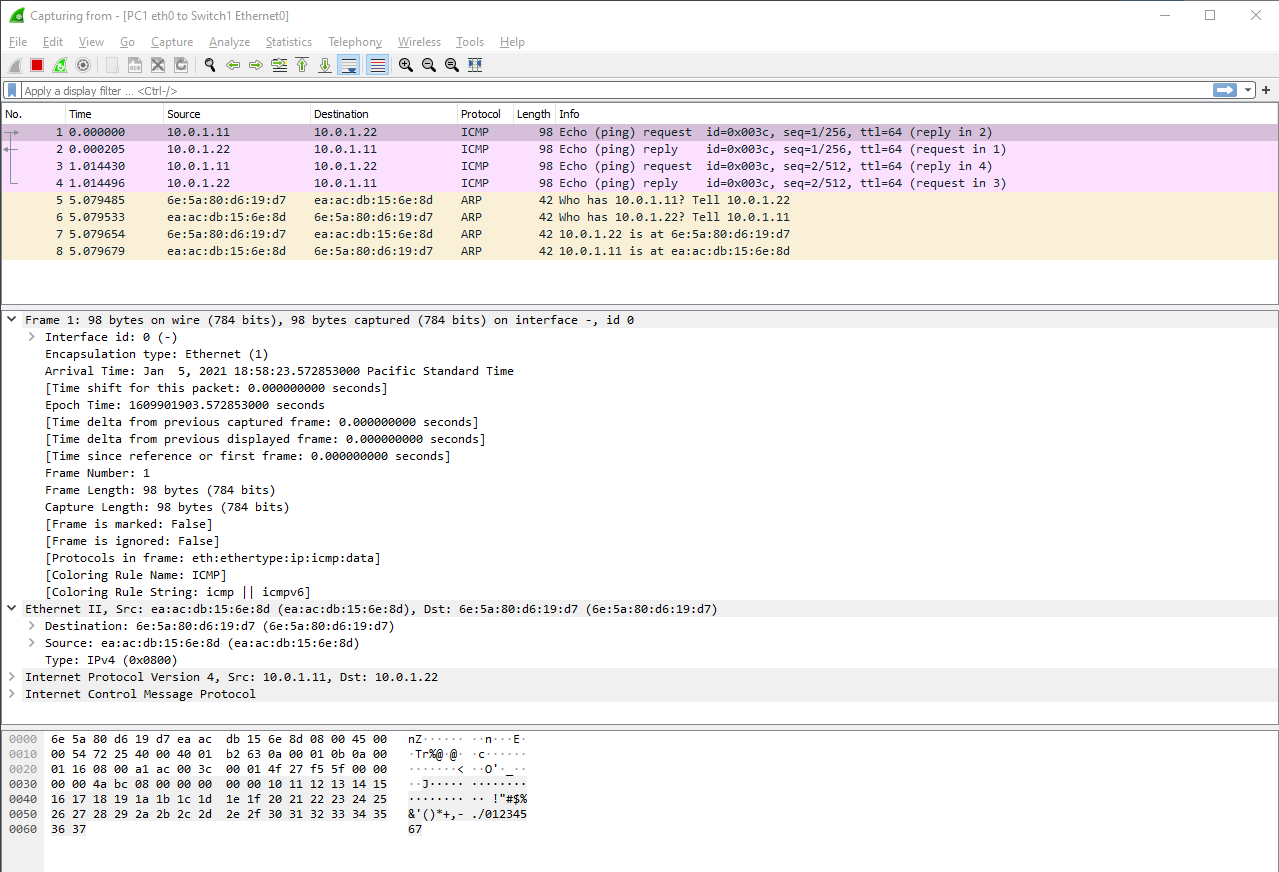 Capturing from - [PC1 eth0 to Switch1 Ethernet0]
File Edit View Go Capture Analyze Statistics Telephony Wireless Tools Help
Apply a display filter ... <Ctrl-/>
No. Time Source Destination Protocol Length Info
1 0.000000 10.0.1.11 10.0.1.22 ICMP 98 Echo (ping) request id=0x003c, seq=1/256, ttl=64 (reply in 2)
2 0.000205 10.0.1.22 10.0.1.11 ICMP 98 Echo (ping) reply id=0x003c, seq=1/256, ttl=64 (request in 1)
3 1.014430 10.0.1.11 10.0.1.22 ICMP 98 Echo (ping) request id=0x003c, seq=2/512, ttl=64 (reply in 4)
4 1.014496 10.0.1.22 10.0.1.11 ICMP 98 Echo (ping) reply id=0x003c, seq=2/512, ttl=64 (request in 3)
5 5.079485 6e:5a:80:d6:19:d7 ea:ac:db:15:6e:8d ARP 42 Who has 10.0.1.11? Tell 10.0.1.22
6 5.079533 ea:ac:db:15:6e:8d 6e:5a:80:d6:19:d7 ARP 42 Who has 10.0.1.22? Tell 10.0.1.11
7 5.079654 6e:5a:80:d6:19:d7 ea:ac:db:15:6e:8d ARP 42 10.0.1.22 is at 6e:5a:80:d6:19:d7
8 5.079679 ea:ac:db:15:6e:8d 6e:5a:80:d6:19:d7 ARP 42 10.0.1.11 is at ea:ac:db:15:6e:8d
Frame 1: 98 bytes on wire (784 bits), 98 bytes captured (784 bits) on interface -, id 0
Interface id: 0 (-)
Encapsulation type: Ethernet (1)
Arrival Time: Jan  5, 2021 18:58:23.572853000 Pacific Standard Time
[Time shift for this packet: 0.000000000 seconds]
Epoch Time: 1609901903.572853000 seconds
[Time delta from previous captured frame: 0.000000000 seconds]
[Time delta from previous displayed frame: 0.000000000 seconds]
[Time since reference or first frame: 0.000000000 seconds]
Frame Number: 1
Frame Length: 98 bytes (784 bits)
Capture Length: 98 bytes (784 bits)
[Frame is marked: False]
[Frame is ignored: False]
[Protocols in frame: eth:ethertype:ip:icmp:data]
[Coloring Rule Name: ICMP]
[Coloring Rule String: icmp || icmpv6]
Ethernet II, Src: ea:ac:db:15:6e:8d (ea:ac:db:15:6e:8d), Dst: 6e:5a:80:d6:19:d7 (6e:5a:80:d6:19:d7)
Destination: 6e:5a:80:d6:19:d7 (6e:5a:80:d6:19:d7)
Source: ea:ac:db:15:6e:8d (ea:ac:db:15:6e:8d)
Type: IPv4 (0x0800)
Internet Protocol Version 4, Src: 10.0.1.11, Dst: 10.0.1.22
Internet Control Message Protocol
0000 6e 5a 80 d6 19 d7 ea ac db 15 6e 8d 08 00 45 00 nZ······ ··n···E·
0010 00 54 72 25 40 00 40 01 b2 63 0a 00 01 0b 0a 00 ·Tr%@·@· ·c······
0020 01 16 08 00 a1 ac 00 3c 00 01 4f 27 f5 5f 00 00 ·······< ··O'·_··
0030 00 00 4a bc 08 00 00 00 00 00 10 11 12 13 14 15 ··J····· ········
0040 16 17 18 19 1a 1b 1c 1d 1e 1f 20 21 22 23 24 25 ········ ·· !"#$%
0050 26 27 28 29 2a 2b 2c 2d 2e 2f 30 31 32 33 34 35 &'()*+,- ./012345
0060 36 37 67